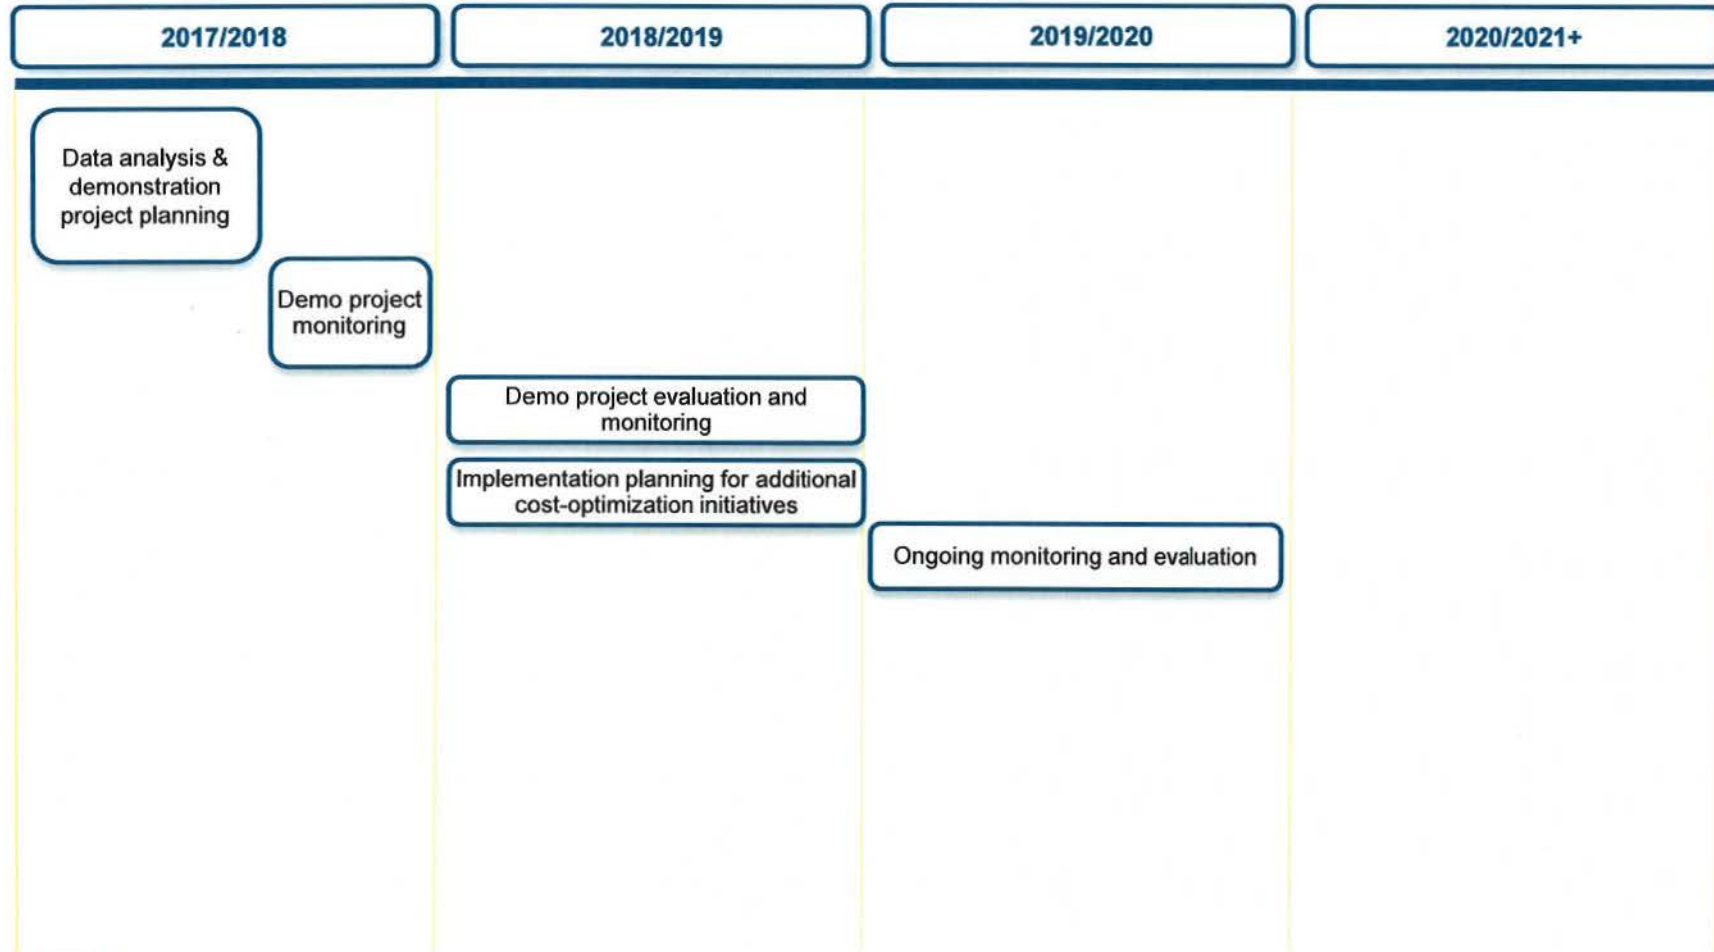 2017/2018
2018/2019
2019/2020
2020/2021+
Data analysis &
demonstration
project planning
Demo project
monitoring
Demo project evaluation and
monitoring
Implementation planning for additional
cost-optimization initiatives
Ongoing monitoring and evaluation